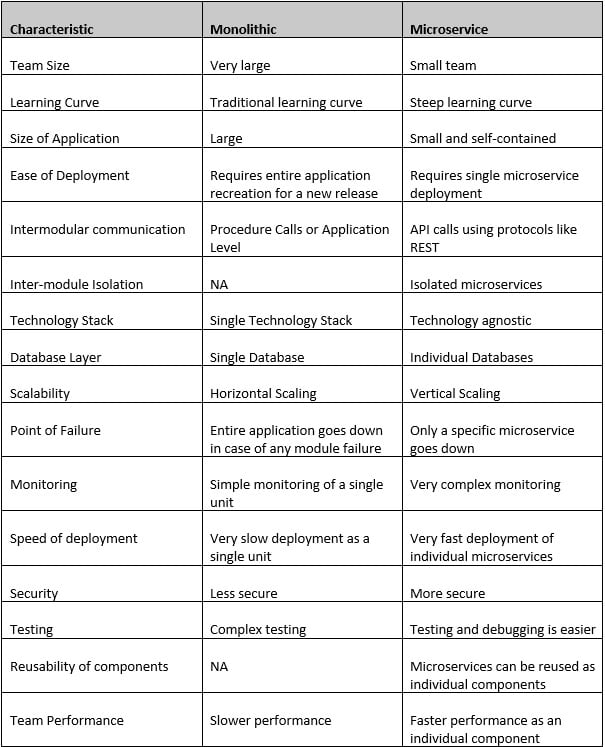 Characteristic Monolithic Microservice
Team Size Very large Small team
Learning Curve Traditional learning curve Steep learning curve
Size of Application Large Small and self-contained
Ease of Deployment Requires entire application Requires single microservice
recreation for a new release deployment
Intermodular communication Procedure Calls or Application API calls using protocols like
Level REST
Inter-module Isolation NA Isolated microservices
Technology Stack Single Technology Stack Technology agnostic
Database Layer Single Database Individual Databases
Scalability Horizontal Scaling Vertical Scaling
Point of Failure Entire application goes down Only a specific microservice
in case of any module failure goes down
Monitoring Simple monitoring of a single Very complex monitoring
unit
Speed of deployment Very slow deployment as a Very fast deployment of
single unit individual microservices
Security Less secure More secure
Testing Complex testing Testing and debugging is easier
Reusability of components NA Microservices can be reused as
individual components
Team Performance Slower performance Faster performance as an
individual component